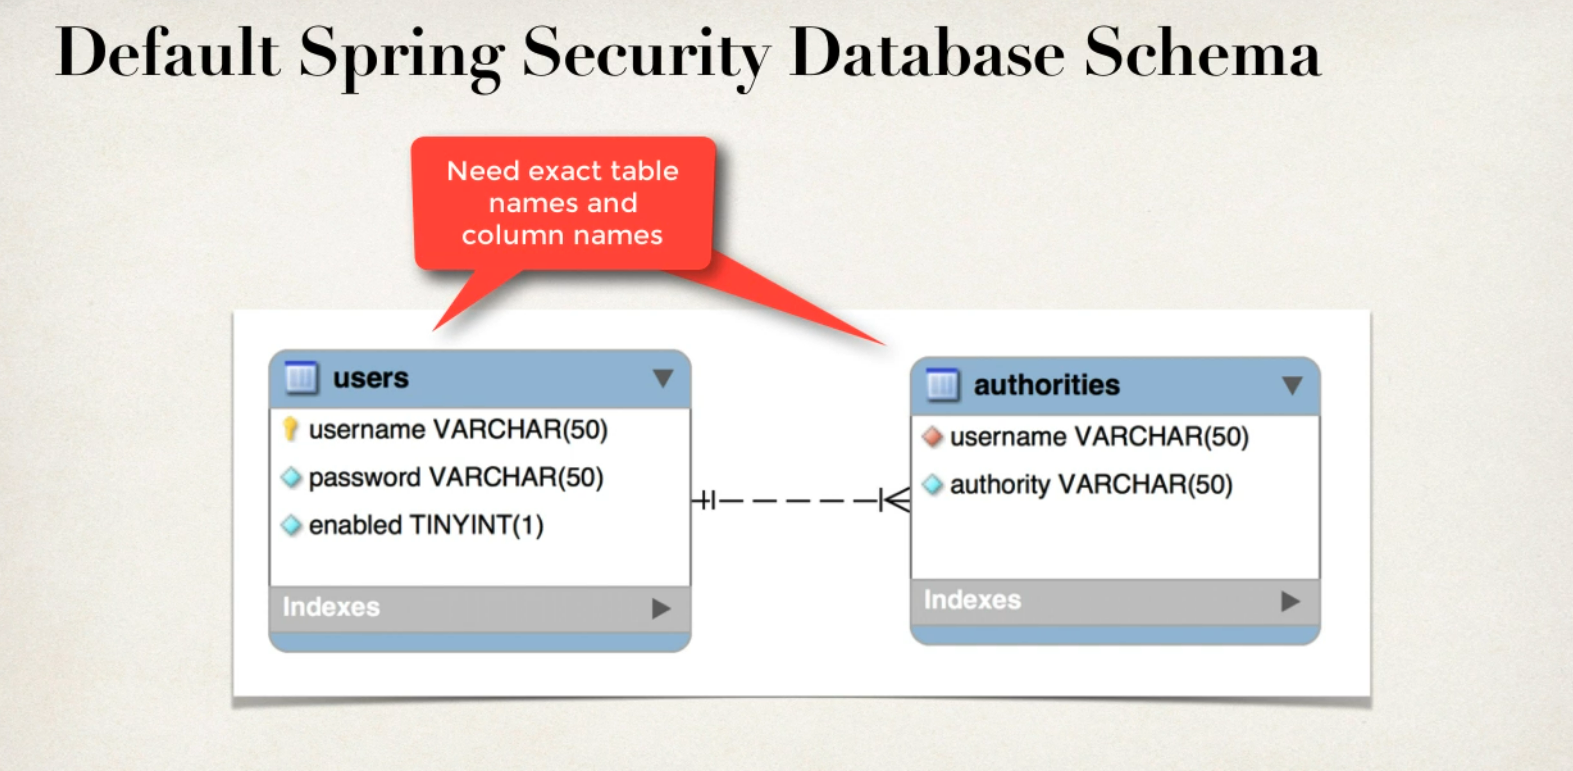 Default Spring Security Database Schema
Need exact table
names and
column names
users
username VARCHAR(50)
password VARCHAR(50)
enabled TINYINT(1)
Indexes
authorities
username VARCHAR(50)
authority VARCHAR(50)
Indexes